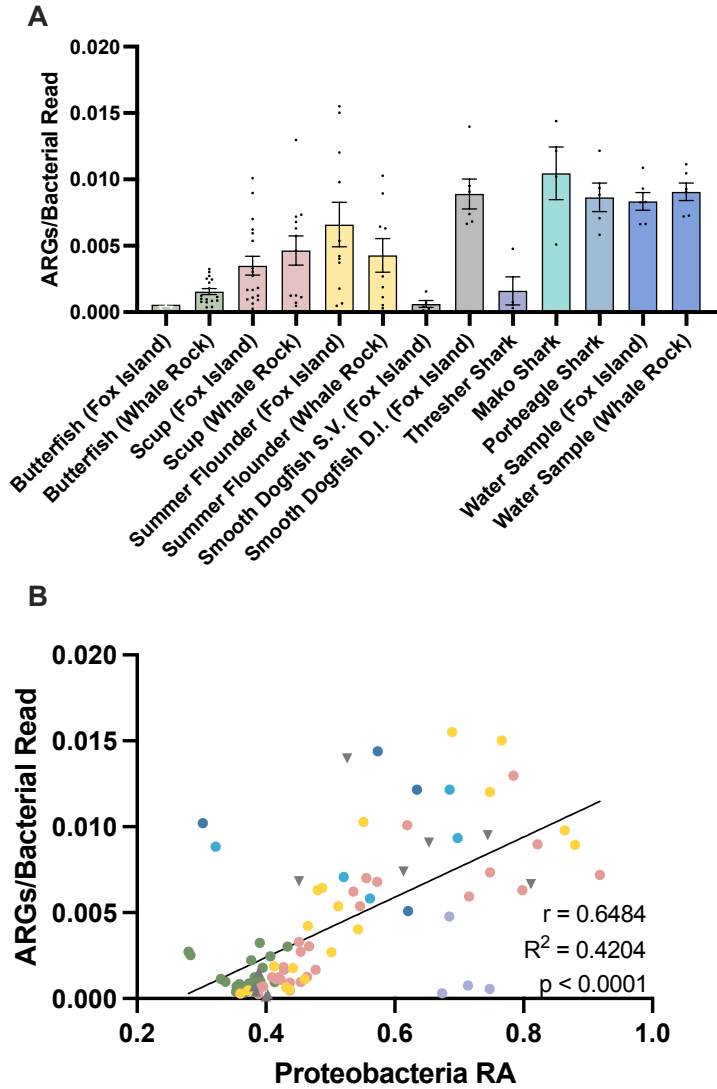 A
ARGs/Bacterial Read
0.020
0.015
0.010
0.005
0.000
Butterfish (Fox Island)
Butterfish (Whale Rock)
Scup (Fox Island)
Scup (Whale Rock)
Summer Flounder (Fox Island)
Summer Flounder (Whale Rock)
Smooth Dogfish S.V. (Fox Island)
Smooth Dogfish D.I. (Fox Island)
Thresher Shark
Mako Shark
Porbeagle Shark
Water Sample (Fox Island)
Water Sample (Whale Rock)
B
ARGs/Bacterial Read
0.020
0.015
0.010
0.005
0.000
r = 0.6484
R² = 0.4204
p < 0.0001
0.2 0.4 0.6 0.8 1.0
Proteobacteria RA